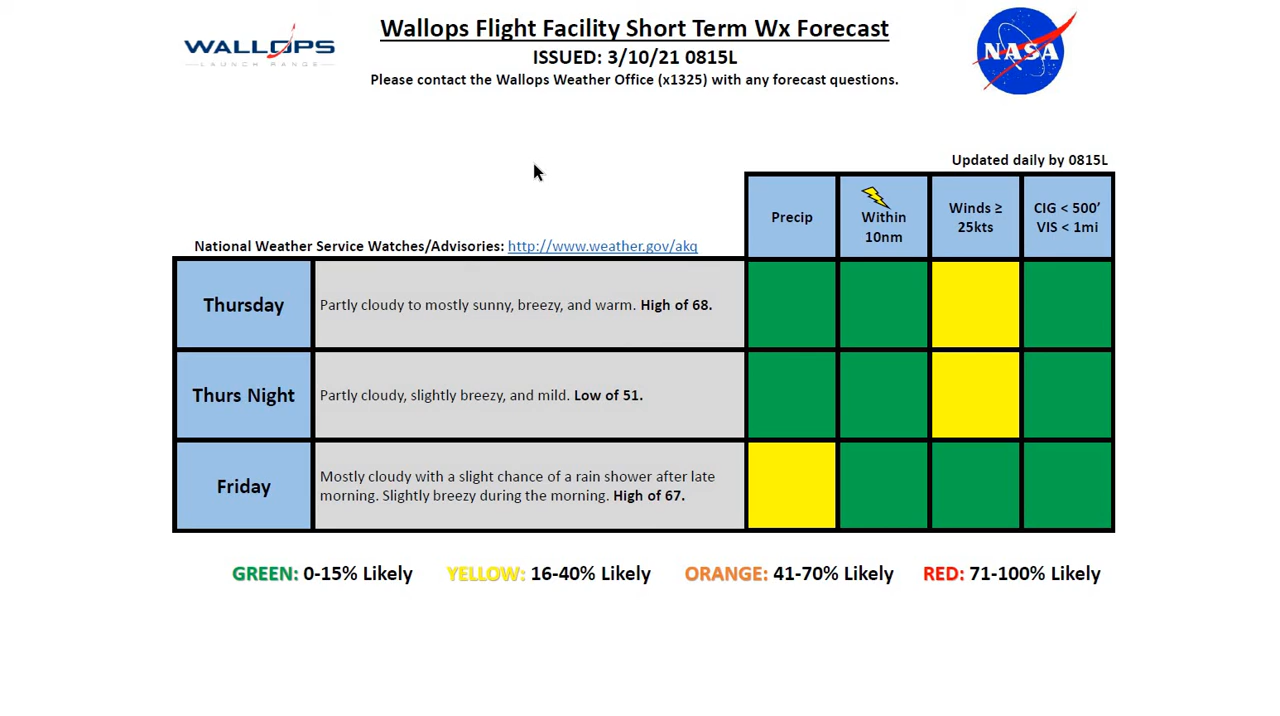 WALLOPS
LAUNCH RANGE
Wallops Flight Facility Short Term Wx Forecast
ISSUED: 3/10/21 0815L
Please contact the Wallops Weather Office (x1325) with any forecast questions.
NASA
Updated daily by 0815L
National Weather Service Watches/Advisories: http://www.weather.gov/akq
Precip
Within
10nm
Winds ≥
25kts
CIG < 500’
VIS < 1mi
Thursday
Partly cloudy to mostly sunny, breezy, and warm. High of 68.
Thurs Night
Partly cloudy, slightly breezy, and mild. Low of 51.
Friday
Mostly cloudy with a slight chance of a rain shower after late
morning. Slightly breezy during the morning. High of 67.
GREEN: 0-15% Likely YELLOW: 16-40% Likely ORANGE: 41-70% Likely RED: 71-100% Likely